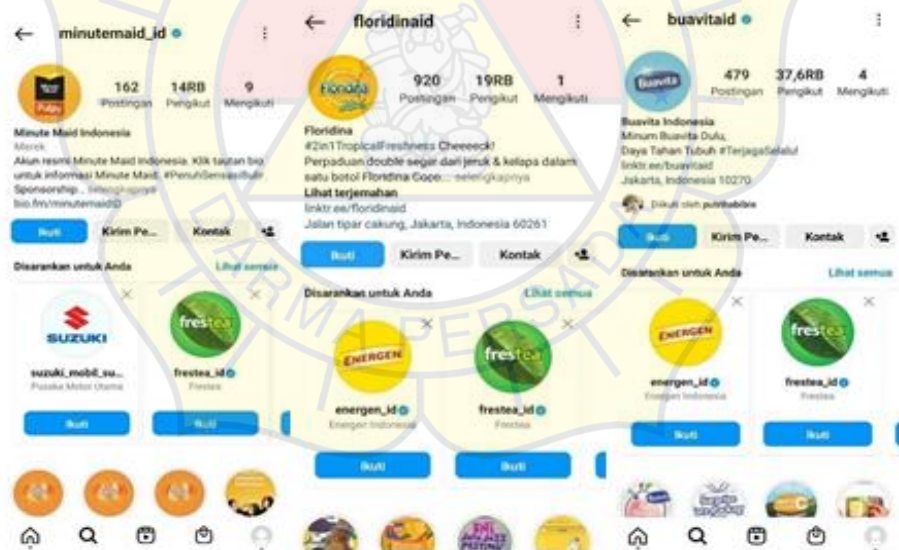 minutemaid_id
162 14RB 9
Postingan Pengikut Mengikuti
Minute Maid Indonesia
Merek
Akun resmi Minute Maid Indonesia. Klik tautan bio
untuk informasi Minute Maid. #PenuhSensasiBulir
Sponsorship... selengkapnya
Ikuti Kirim Pe... Kontak
Disarankan untuk Anda Lihat semua
SUZUKI
frestea
suzuki_mobil_su... frestea_id
Pusaka Motor Utama Frestea
Ikuti Ikuti
floridinaid
Floridina
920 19RB 1
Postingan Pengikut Mengikuti
Floridina
#2in1TropicalFreshness Cheeeeck!
Perpaduan double segar dari jeruk & kelapa dalam
satu botol Floridina Coco... selengkapnya
Lihat terjemahan
linktr.ee/floridinaid
Jalan tipar cakung, Jakarta, Indonesia 60261
Ikuti Kirim Pe... Kontak
Disarankan untuk Anda Lihat semua
ENERGEN
frestea
energen_id frestea_id
Energen Indonesia Frestea
Ikuti Ikuti
buavitaid
Buavita
479 37,6RB 4
Postingan Pengikut Mengikuti
Buavita Indonesia
Minum Buavita Dulu,
Daya Tahan Tubuh #TerjagaSelalu!
linktr.ee/buavitaid
Jakarta, Indonesia 10270
Diikuti oleh putrihabibie
Ikuti Kirim Pe... Kontak
Disarankan untuk Anda Lihat semua
ENERGEN
frestea
energen_id frestea_id
Energen Indonesia Frestea
Ikuti Ikuti
DARMA PERSADA